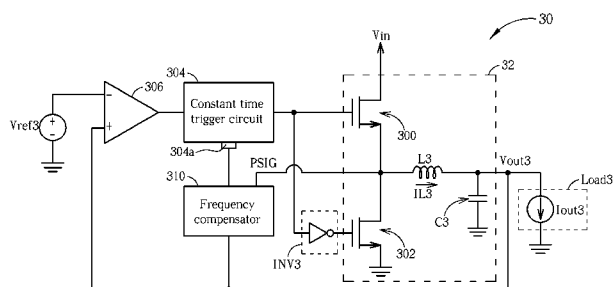 30
Vin
32
304
306
Constant time
trigger circuit
300
Vref3
304a
310
PSIG
L3
Vout3
Load3
Frequency
compensator
IL3
C3
Iout3
INV3
302